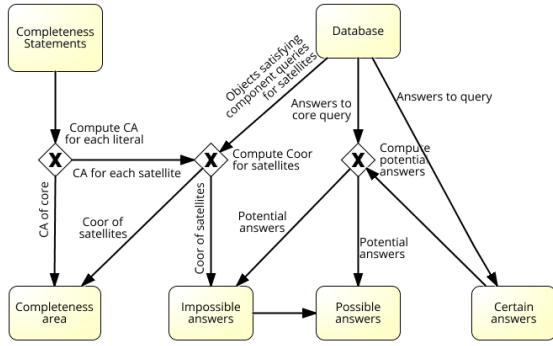 Completeness
Statements
Database
Objects satisfying
component queries
for satellites
Answers to
core query
Answers to query
Compute CA
for each literal
X
CA for each satellite
X
Compute Coor
for satellites
X
Compute
potential
answers
CA of core
Coor of
satellites
Coor of satellites
Potential
answers
Potential
answers
Completeness
area
Impossible
answers
Possible
answers
Certain
answers